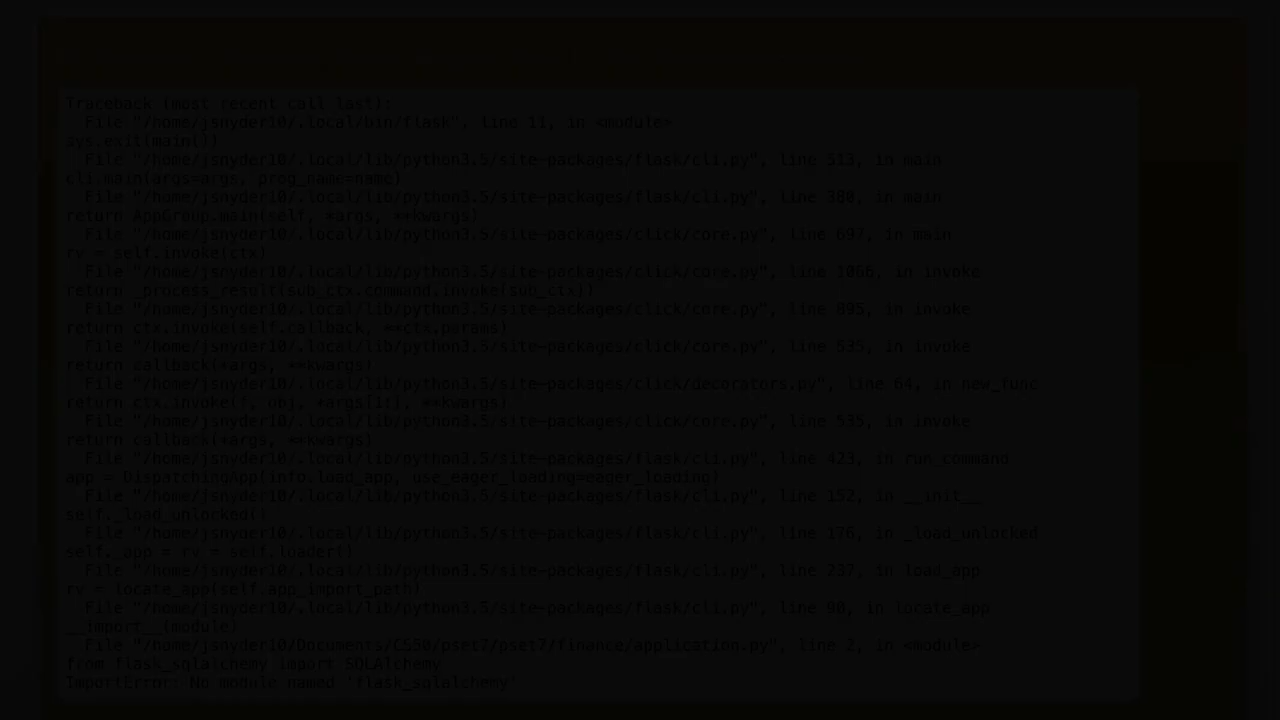 Traceback (most recent call last):
File "/home/jsnyder10/.local/bin/flask", line 11, in <module>
sys.exit(main())
File "/home/jsnyder10/.local/lib/python3.5/site-packages/flask/cli.py", line 513, in main
cli.main(args=args, prog_name=name)
File "/home/jsnyder10/.local/lib/python3.5/site-packages/flask/cli.py", line 380, in main
return AppGroup.main(self, *args, **kwargs)
File "/home/jsnyder10/.local/lib/python3.5/site-packages/click/core.py", line 697, in main
rv = self.invoke(ctx)
File "/home/jsnyder10/.local/lib/python3.5/site-packages/click/core.py", line 1066, in invoke
return _process_result(sub_ctx.command.invoke(sub_ctx))
File "/home/jsnyder10/.local/lib/python3.5/site-packages/click/core.py", line 895, in invoke
return ctx.invoke(self.callback, **ctx.params)
File "/home/jsnyder10/.local/lib/python3.5/site-packages/click/core.py", line 535, in invoke
return callback(*args, **kwargs)
File "/home/jsnyder10/.local/lib/python3.5/site-packages/click/decorators.py", line 64, in new_func
return ctx.invoke(f, obj, *args[1:], **kwargs)
File "/home/jsnyder10/.local/lib/python3.5/site-packages/click/core.py", line 535, in invoke
return callback(*args, **kwargs)
File "/home/jsnyder10/.local/lib/python3.5/site-packages/flask/cli.py", line 423, in run_command
app = DispatchingApp(info.load_app, use_eager_loading=eager_loading)
File "/home/jsnyder10/.local/lib/python3.5/site-packages/flask/cli.py", line 152, in __init__
self._load_unlocked()
File "/home/jsnyder10/.local/lib/python3.5/site-packages/flask/cli.py", line 176, in _load_unlocked
self._app = rv = self.loader()
File "/home/jsnyder10/.local/lib/python3.5/site-packages/flask/cli.py", line 237, in load_app
rv = locate_app(self.app_import_path)
File "/home/jsnyder10/.local/lib/python3.5/site-packages/flask/cli.py", line 90, in locate_app
__import__(module)
File "/home/jsnyder10/Documents/CS50/pset7/pset7/finance/application.py", line 2, in <module>
from flask_sqlalchemy import SQLAlchemy
ImportError: No module named 'flask_sqlalchemy'